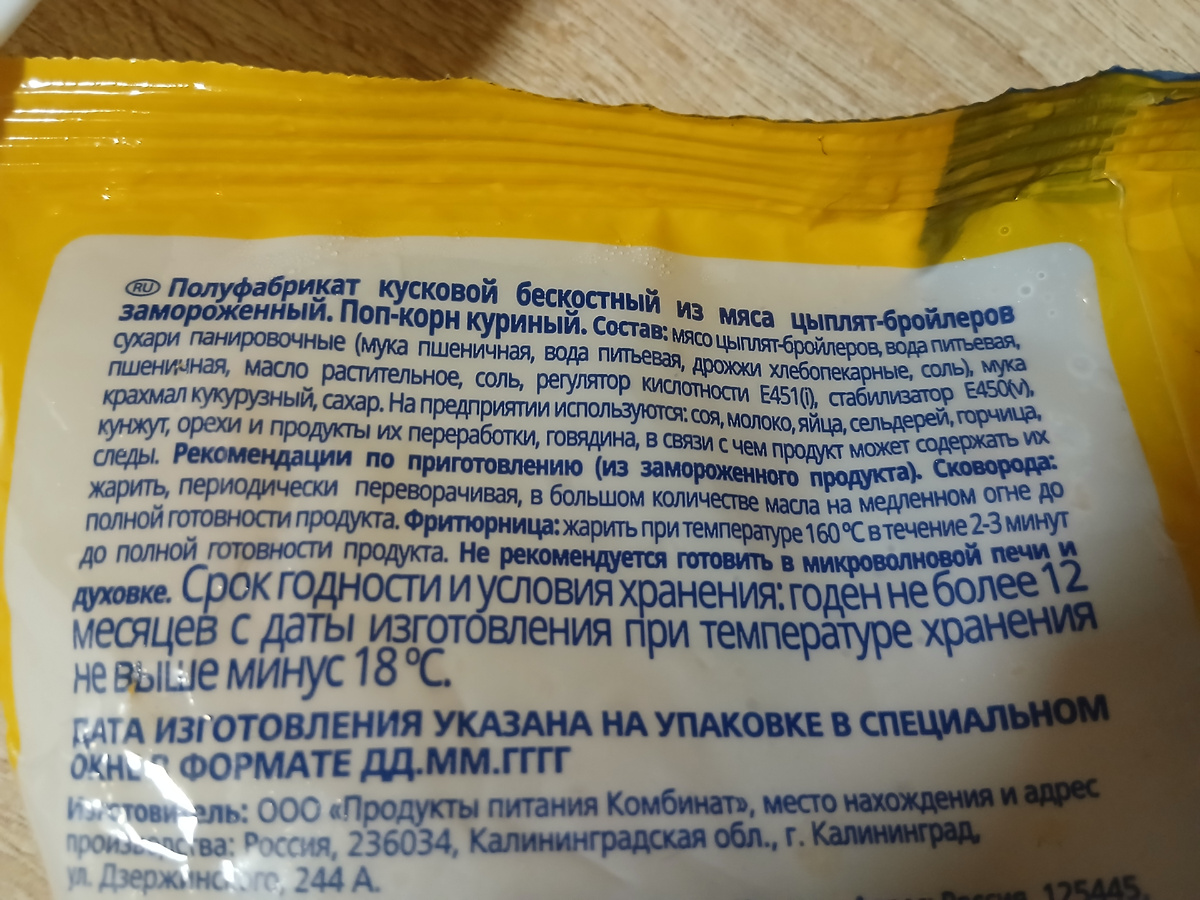 RU Полуфабрикат кусковой бескостный из мяса цыплят-бройлеров
замороженный. Поп-корн куриный. Состав: мясо цыплят-бройлеров, вода питьевая,
сухари панировочные (мука пшеничная, вода питьевая, дрожжи хлебопекарные, соль), мука
пшеничная, масло растительное, соль, регулятор кислотности Е451(i), стабилизатор Е450(v),
крахмал кукурузный, сахар. На предприятии используются: соя, молоко, яйца, сельдерей, горчица,
кунжут, орехи и продукты их переработки, говядина, в связи с чем продукт может содержать их
следы. Рекомендации по приготовлению (из замороженного продукта). Сковорода:
жарить, периодически переворачивая, в большом количестве масла на медленном огне до
полной готовности продукта. Фритюрница: жарить при температуре 160 °С в течение 2-3 минут
до полной готовности продукта. Не рекомендуется готовить в микроволновой печи и
духовке. Срок годности и условия хранения: годен не более 12
месяцев с даты изготовления при температуре хранения
не выше минус 18 °С.
ДАТА ИЗГОТОВЛЕНИЯ УКАЗАНА НА УПАКОВКЕ В СПЕЦИАЛЬНОМ
ОКНЕ В ФОРМАТЕ ДД.ММ.ГГГГ
Изготовитель: ООО «Продукты питания Комбинат», место нахождения и адрес
производства: Россия, 236034, Калининградская обл., г. Калининград,
ул. Дзержинского, 244 А.
Россия, 125445,